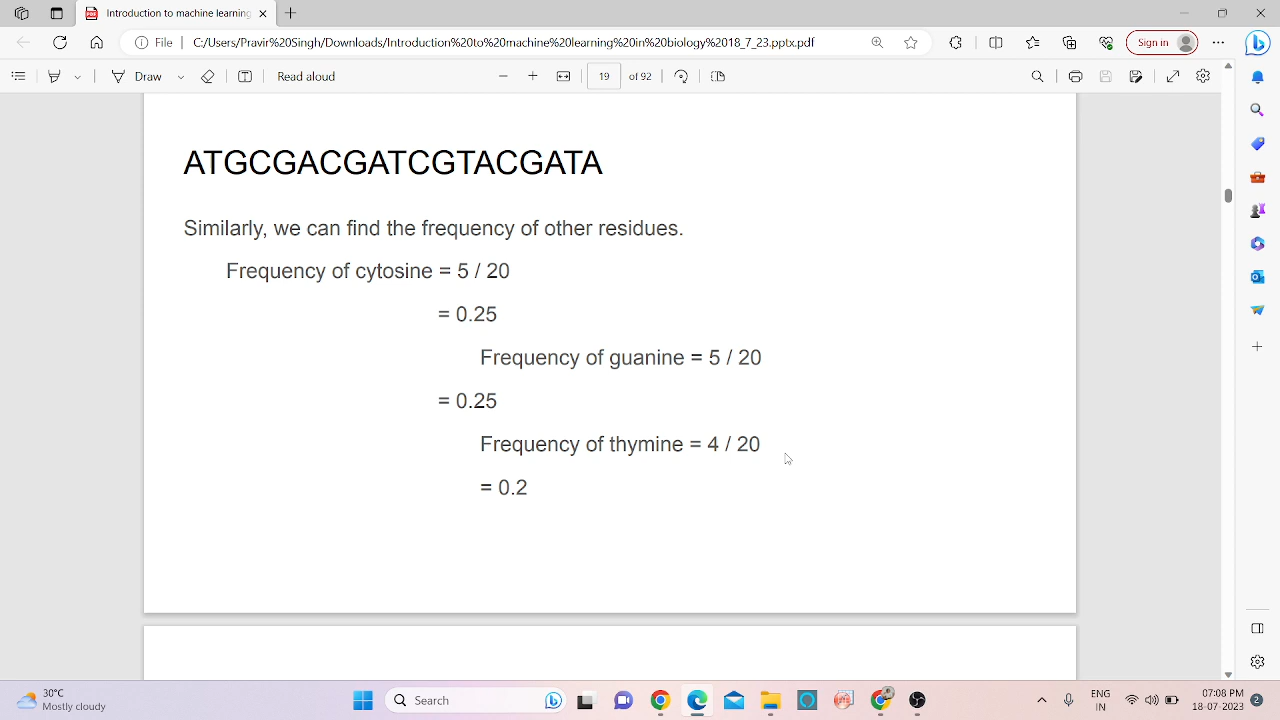 Introduction to machine learning
File
C:/Users/Pravir%20Singh/Downloads/Introduction%20to%20machine%20learning%20in%20biology%2018_7_23.pptx.pdf
Sign in
Draw
Read aloud
19 of 92
ATGCGACGATCGTACGATA
Similarly, we can find the frequency of other residues.
Frequency of cytosine = 5 / 20
= 0.25
Frequency of guanine = 5 / 20
= 0.25
Frequency of thymine = 4 / 20
= 0.2
30°C
Mostly cloudy
Search
ENG
IN
07:08 PM
18-07-2023
2